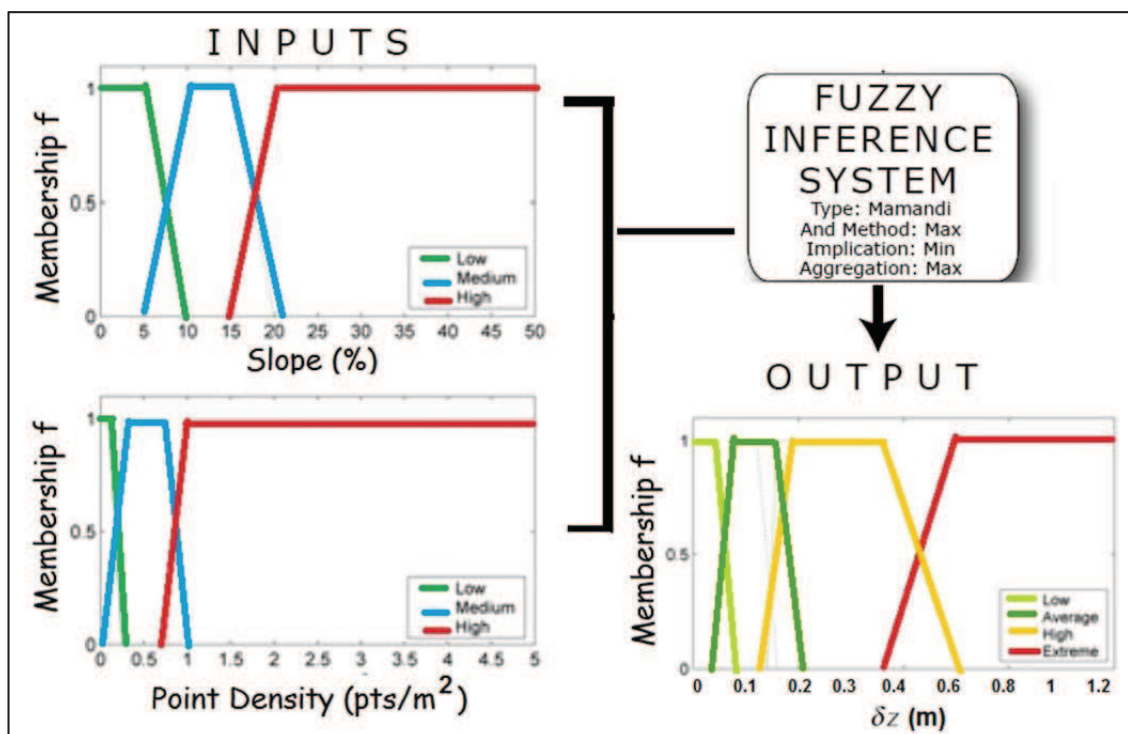 INPUTS
Membership f
1
0.5
0
Low
Medium
High
0 5 10 15 20 25 30 35 40 45 50
Slope (%)
Membership f
1
0.5
0
Low
Medium
High
0 0.5 1 1.5 2 2.5 3 3.5 4 4.5 5
Point Density (pts/m²)
FUZZY
INFERENCE
SYSTEM
Type: Mamandi
And Method: Max
Implication: Min
Aggregation: Max
OUTPUT
Membership f
1
0.5
0
Low
Average
High
Extreme
0 0.1 0.2 0.4 0.6 0.8 1 1.2
δz (m)